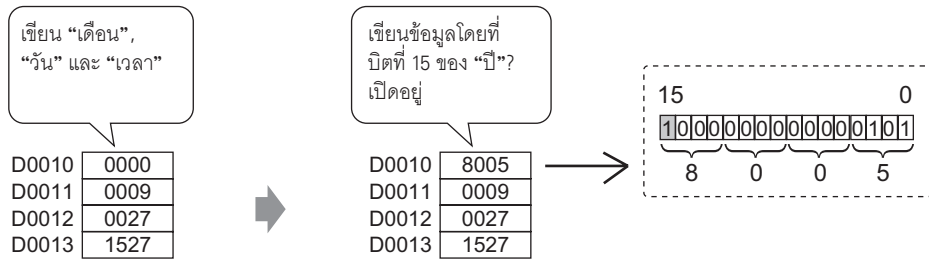 เขียน “เดือน”,
“วัน” และ “เวลา”
เขียนข้อมูลโดยที่
บิตที่ 15 ของ “ปี”?
เปิดอยู่
15 0
1000000000000101
8 0 0 5
D0010 0000
D0011 0009
D0012 0027
D0013 1527
D0010 8005
D0011 0009
D0012 0027
D0013 1527